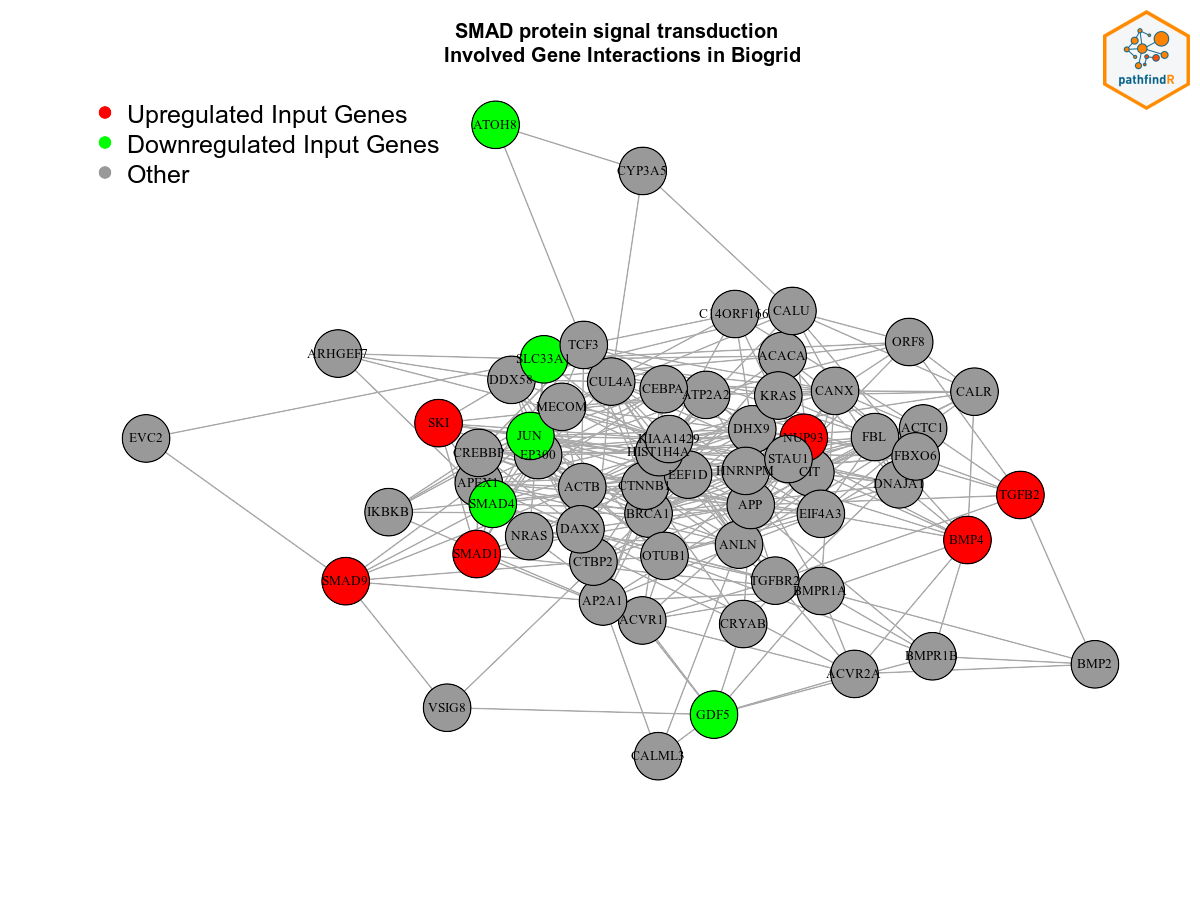 SMAD protein signal transduction
Involved Gene Interactions in Biogrid
pathfindR
Upregulated Input Genes
Downregulated Input Genes
Other
ATOH8
CYP3A5
C14ORF166
CALU
ORF8
TCF3
ARHGEF7
SLC33A1
ACACA
DDX58
CUL4A
CEBPA
ATP2A2
KRAS
CANX
CALR
MECOM
SKI
JUN
KIAA1429
DHX9
NUP93
FBL
ACTC1
EVC2
CREBBP
EP300
HIST1H4A
STAU1
FBXO6
APEX1
ACTB
CTNNB1
EEF1D
HNRNPM
CIT
DNAJA1
TGFB2
SMAD4
IKBKB
BRCA1
APP
EIF4A3
NRAS
DAXX
BMP4
SMAD1
CTBP2
OTUB1
ANLN
SMAD9
TGFBR2
BMPR1A
AP2A1
ACVR1
CRYAB
BMPR1B
BMP2
ACVR2A
VSIG8
GDF5
CALML3